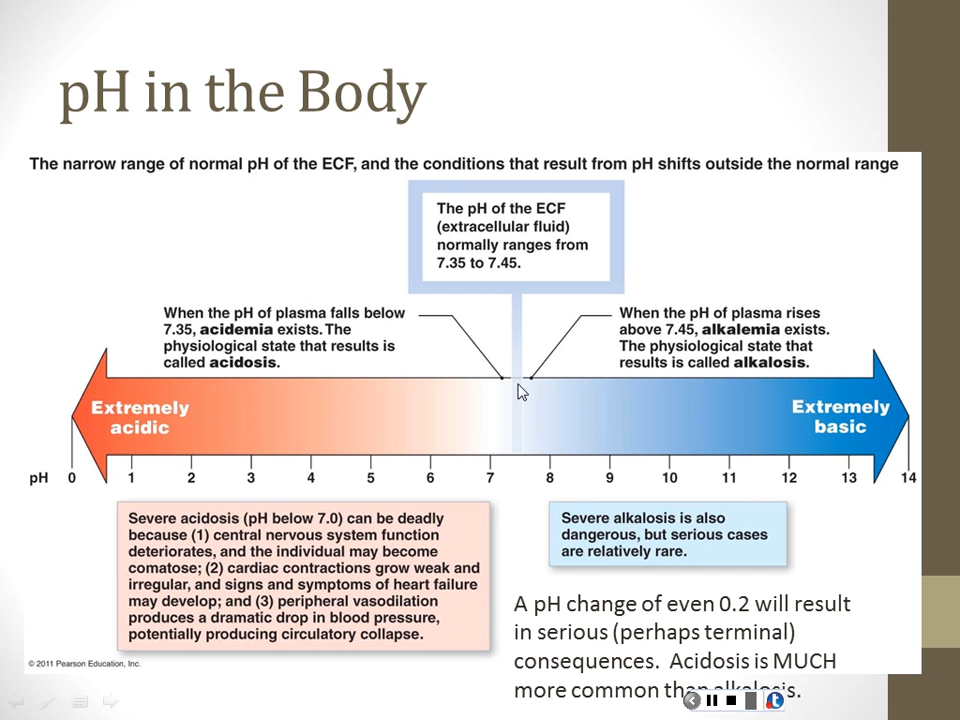 pH in the Body
The narrow range of normal pH of the ECF, and the conditions that result from pH shifts outside the normal range
The pH of the ECF
(extracellular fluid)
normally ranges from
7.35 to 7.45.
When the pH of plasma falls below
7.35, acidemia exists. The
physiological state that results is
called acidosis.
When the pH of plasma rises
above 7.45, alkalemia exists.
The physiological state that
results is called alkalosis.
Extremely
acidic
Extremely
basic
pH 0 1 2 3 4 5 6 7 8 9 10 11 12 13 14
Severe acidosis (pH below 7.0) can be deadly
because (1) central nervous system function
deteriorates, and the individual may become
comatose; (2) cardiac contractions grow weak and
irregular, and signs and symptoms of heart failure
may develop; and (3) peripheral vasodilation
produces a dramatic drop in blood pressure,
potentially producing circulatory collapse.
Severe alkalosis is also
dangerous, but serious cases
are relatively rare.
A pH change of even 0.2 will result
in serious (perhaps terminal)
consequences. Acidosis is MUCH
more common than alkalosis.
© 2011 Pearson Education, Inc.